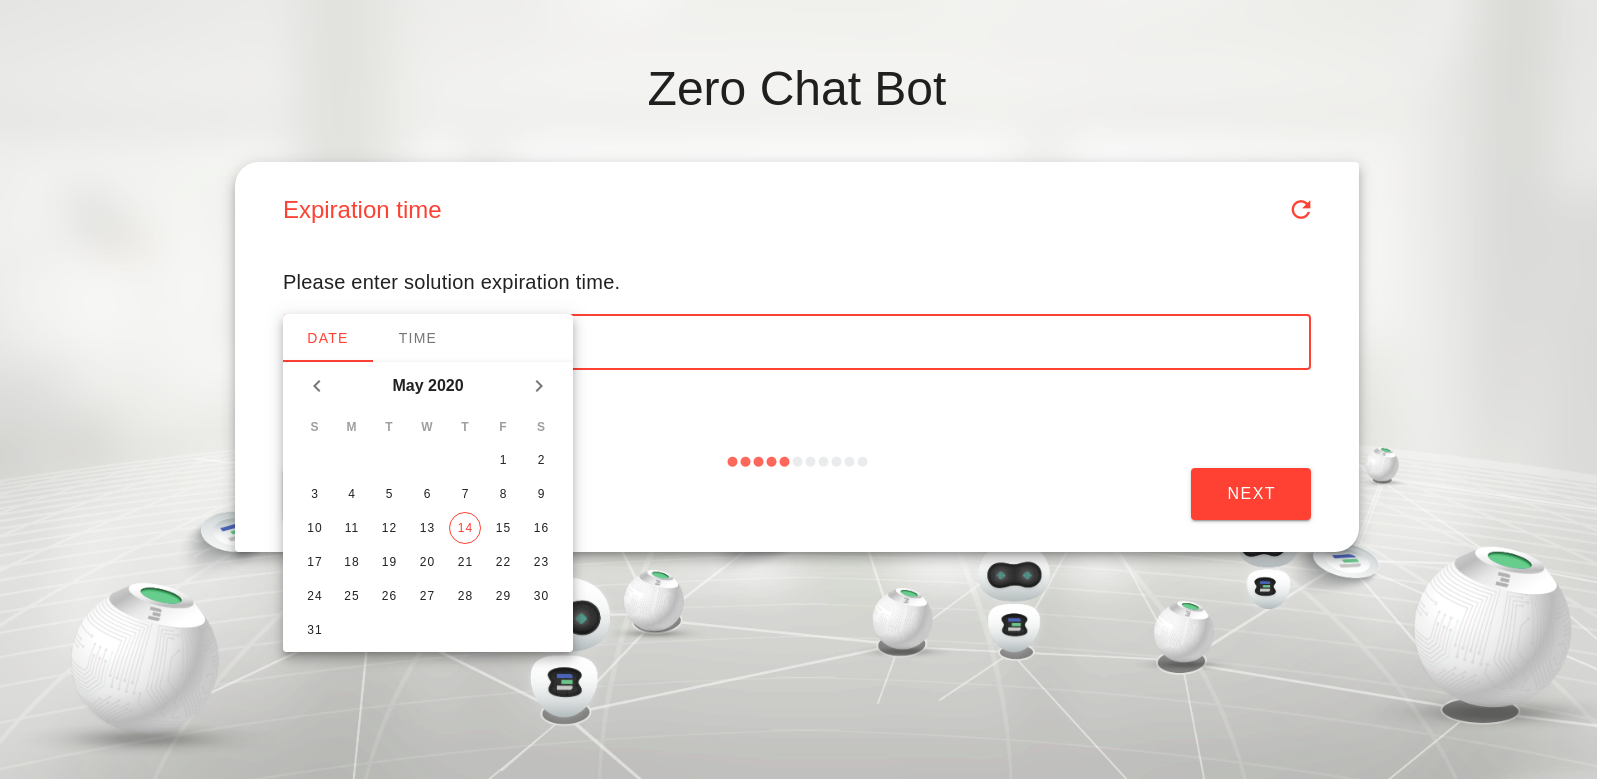 Zero Chat Bot
Expiration time
Please enter solution expiration time.
DATE TIME
May 2020
S M T W T F S
1 2
3 4 5 6 7 8 9
10 11 12 13 14 15 16
17 18 19 20 21 22 23
24 25 26 27 28 29 30
31
NEXT